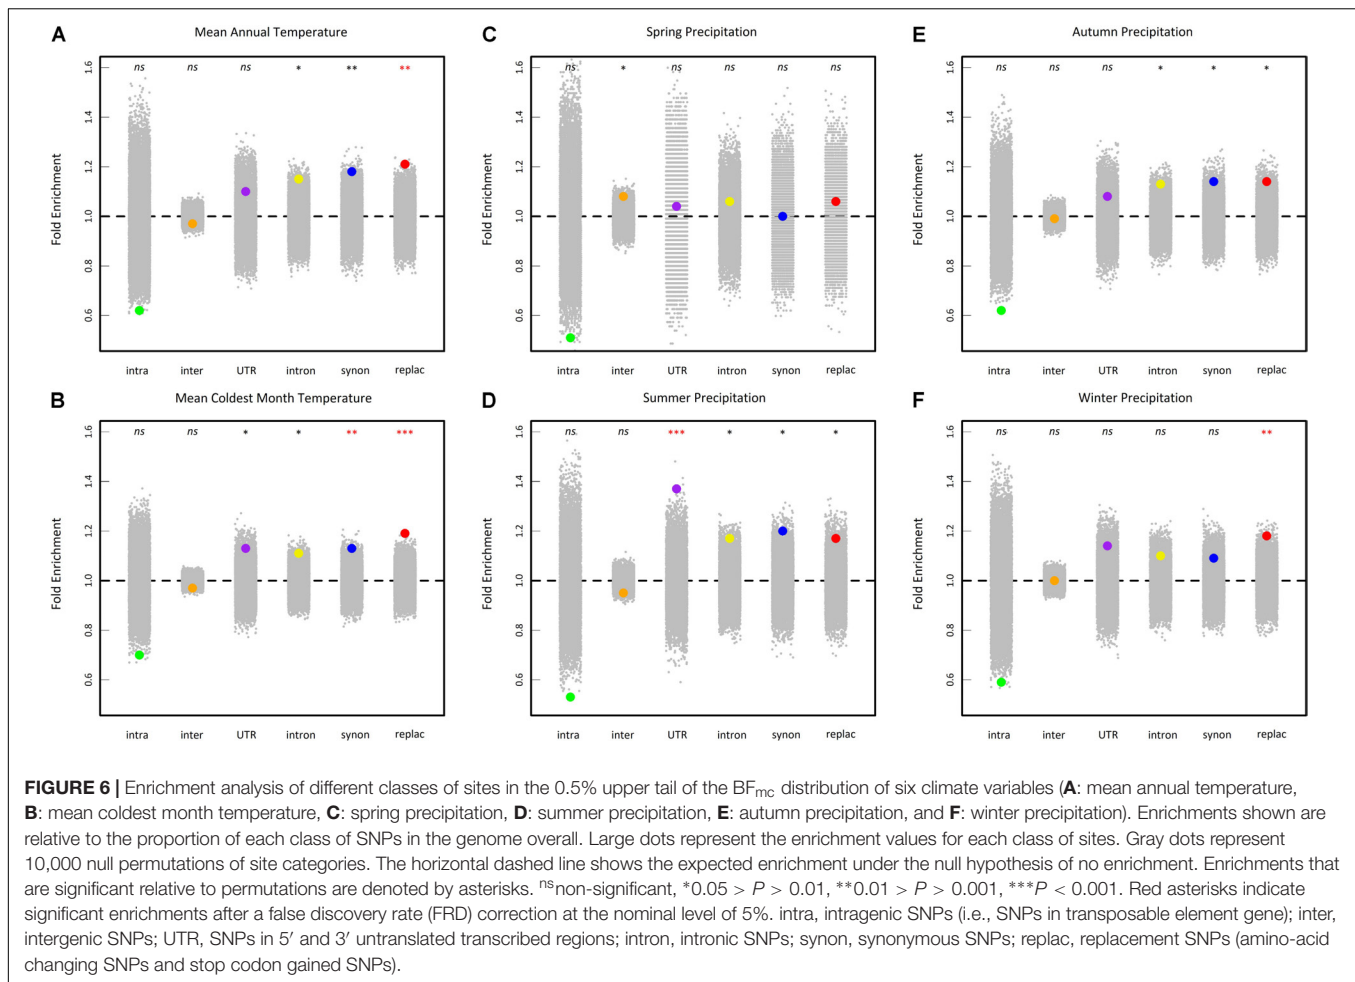 A
Mean Annual Temperature
ns ns ns * ** **
Fold Enrichment
1.6
1.4
1.2
1.0
0.8
0.6
intra inter UTR intron synon replac
B
Mean Coldest Month Temperature
ns ns * * ** ***
Fold Enrichment
1.6
1.4
1.2
1.0
0.8
0.6
intra inter UTR intron synon replac
C
Spring Precipitation
ns * ns ns ns ns
Fold Enrichment
1.6
1.4
1.2
1.0
0.8
0.6
intra inter UTR intron synon replac
D
Summer Precipitation
ns ns *** * * *
Fold Enrichment
1.6
1.4
1.2
1.0
0.8
0.6
intra inter UTR intron synon replac
E
Autumn Precipitation
ns ns ns * * *
Fold Enrichment
1.6
1.4
1.2
1.0
0.8
0.6
intra inter UTR intron synon replac
F
Winter Precipitation
ns ns ns ns ns **
Fold Enrichment
1.6
1.4
1.2
1.0
0.8
0.6
intra inter UTR intron synon replac
FIGURE 6 | Enrichment analysis of different classes of sites in the 0.5% upper tail of the BFmc distribution of six climate variables (A: mean annual temperature,
B: mean coldest month temperature, C: spring precipitation, D: summer precipitation, E: autumn precipitation, and F: winter precipitation). Enrichments shown are
relative to the proportion of each class of SNPs in the genome overall. Large dots represent the enrichment values for each class of sites. Gray dots represent
10,000 null permutations of site categories. The horizontal dashed line shows the expected enrichment under the null hypothesis of no enrichment. Enrichments that
are significant relative to permutations are denoted by asterisks. ns non-significant, *0.05 > P > 0.01, **0.01 > P > 0.001, ***P < 0.001. Red asterisks indicate
significant enrichments after a false discovery rate (FRD) correction at the nominal level of 5%. intra, intragenic SNPs (i.e., SNPs in transposable element gene); inter,
intergenic SNPs; UTR, SNPs in 5′ and 3′ untranslated transcribed regions; intron, intronic SNPs; synon, synonymous SNPs; replac, replacement SNPs (amino-acid
changing SNPs and stop codon gained SNPs).